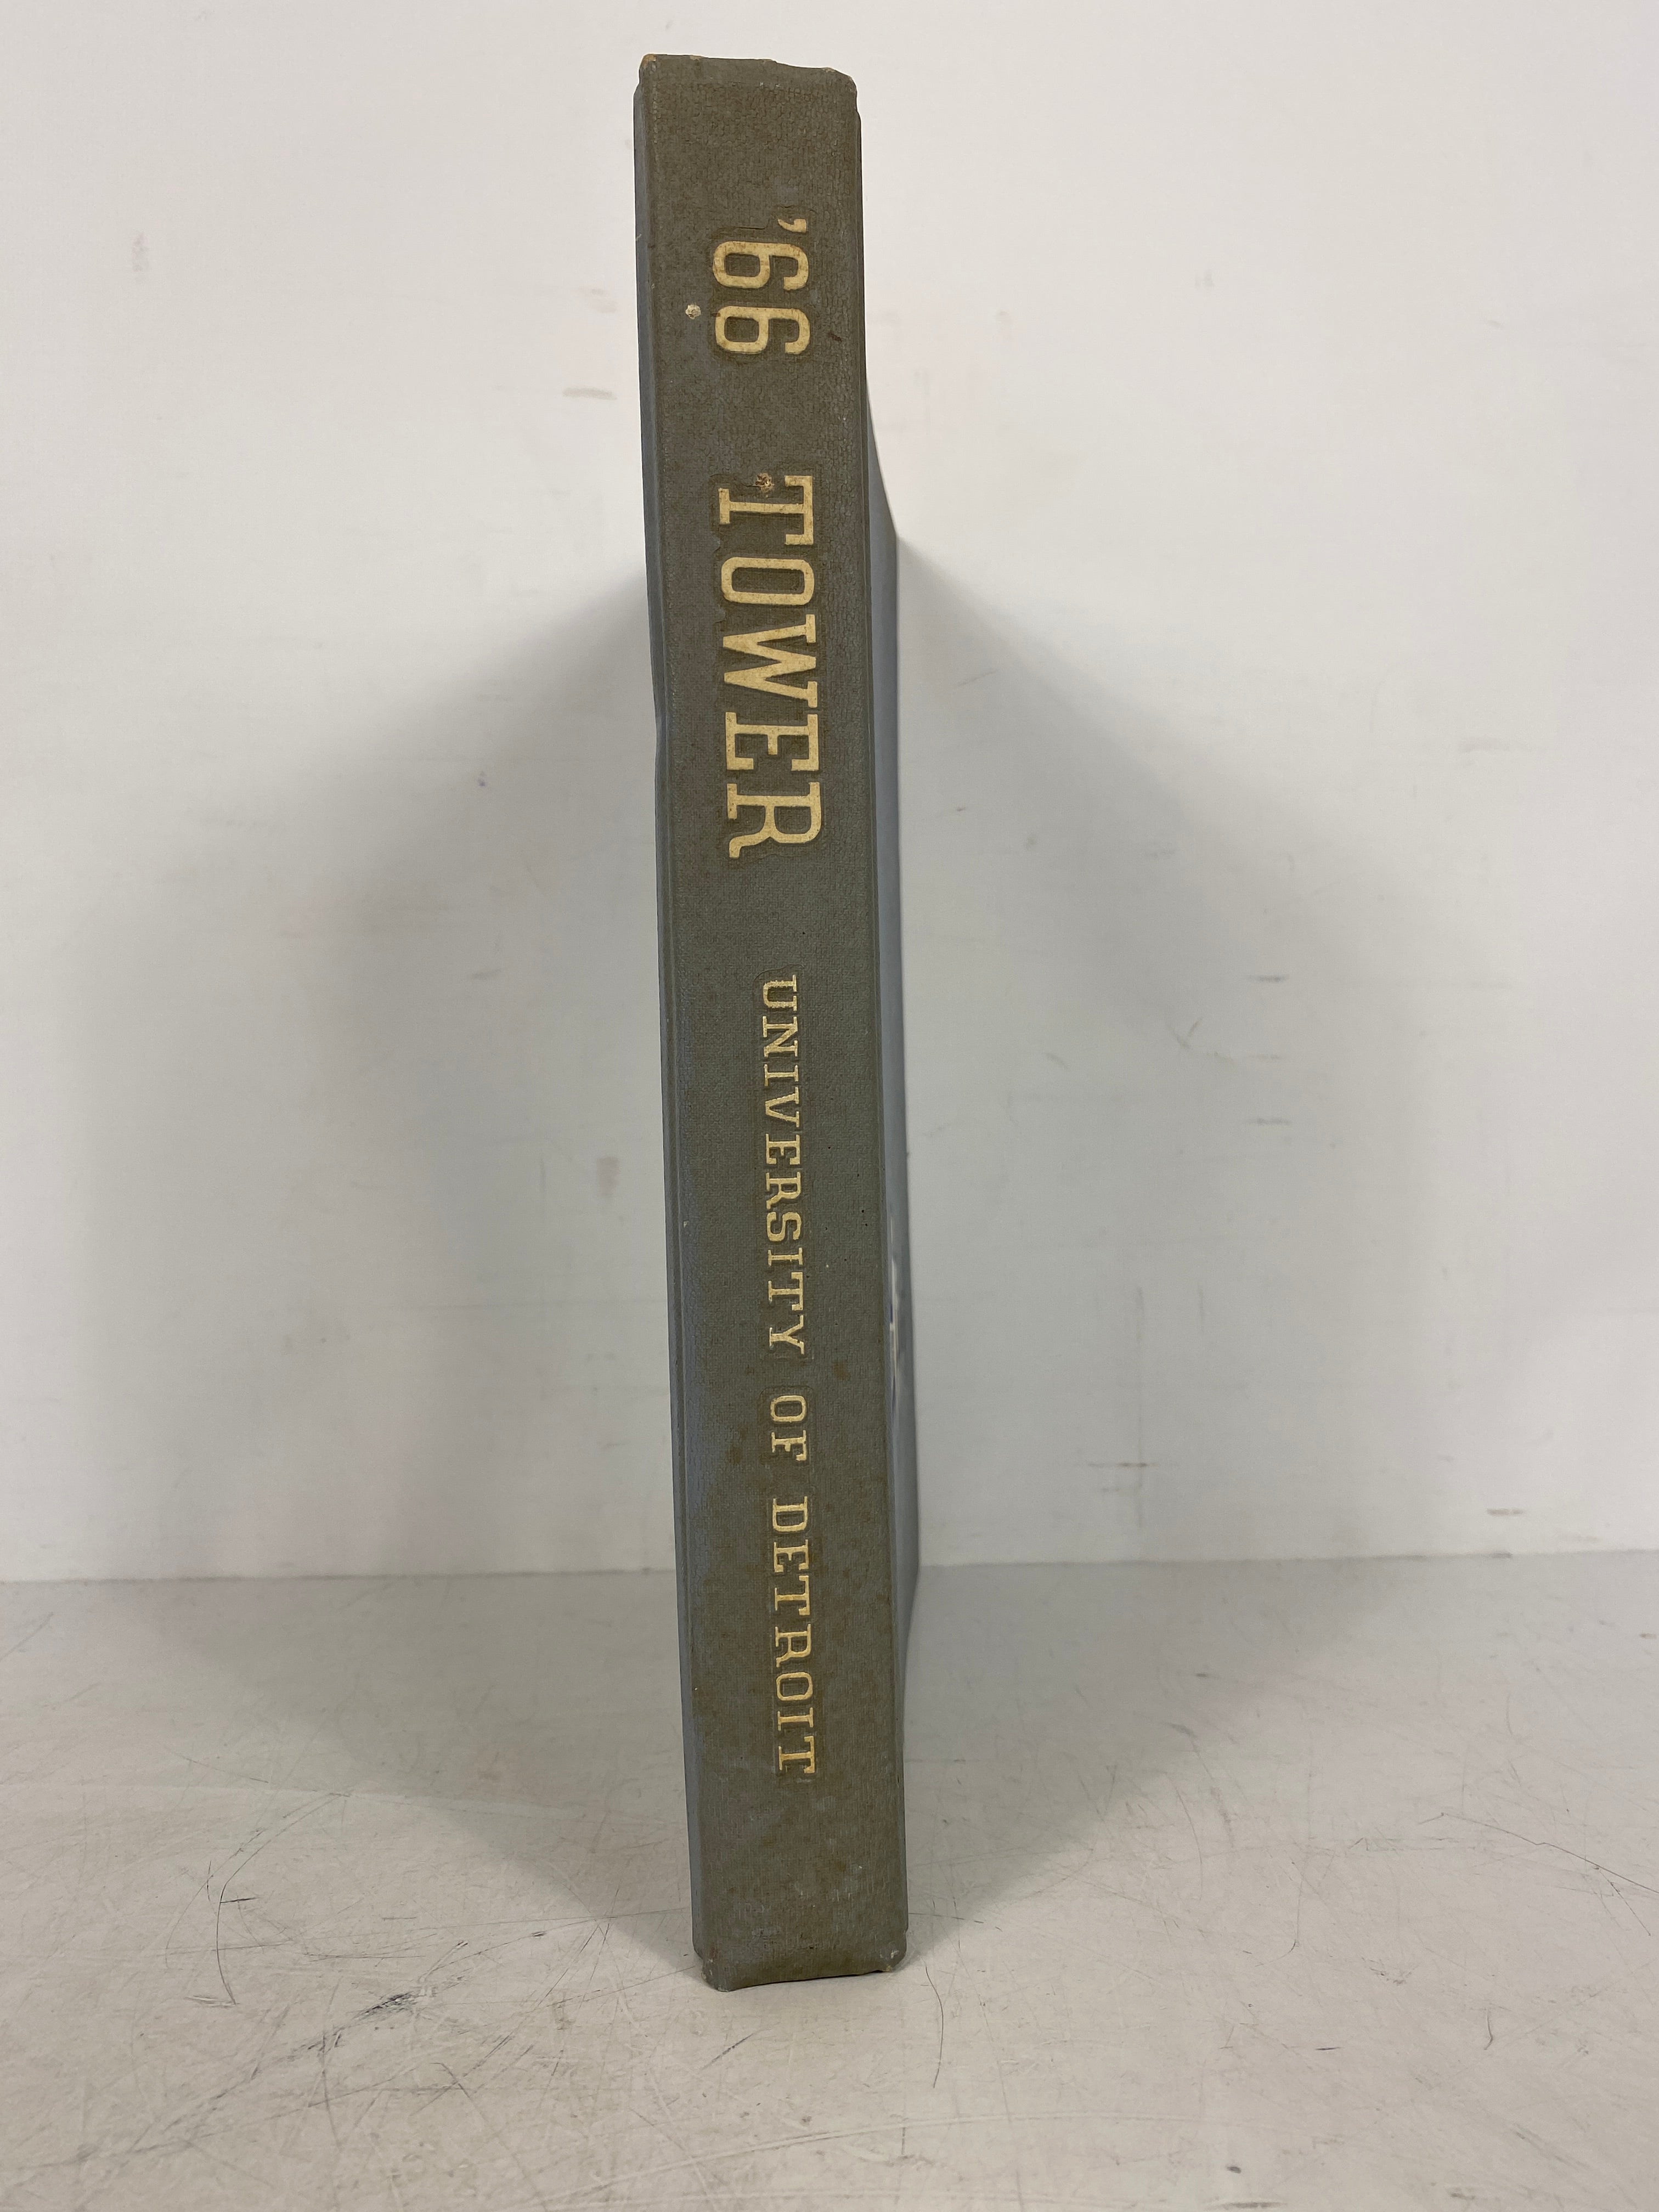 '66 TOWER UNIVERSITY OF DETROIT